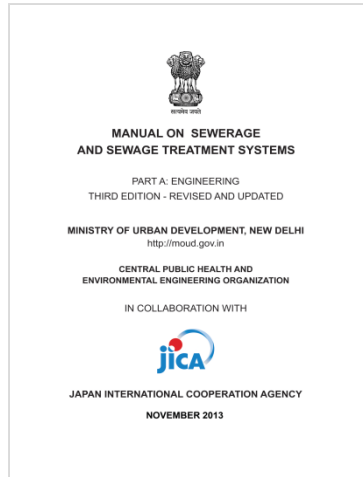 सत्यमेव जयते
MANUAL ON SEWERAGE
AND SEWAGE TREATMENT SYSTEMS
PART A: ENGINEERING
THIRD EDITION - REVISED AND UPDATED
MINISTRY OF URBAN DEVELOPMENT, NEW DELHI
http://moud.gov.in
CENTRAL PUBLIC HEALTH AND
ENVIRONMENTAL ENGINEERING ORGANIZATION
IN COLLABORATION WITH
jICA
JAPAN INTERNATIONAL COOPERATION AGENCY
NOVEMBER 2013